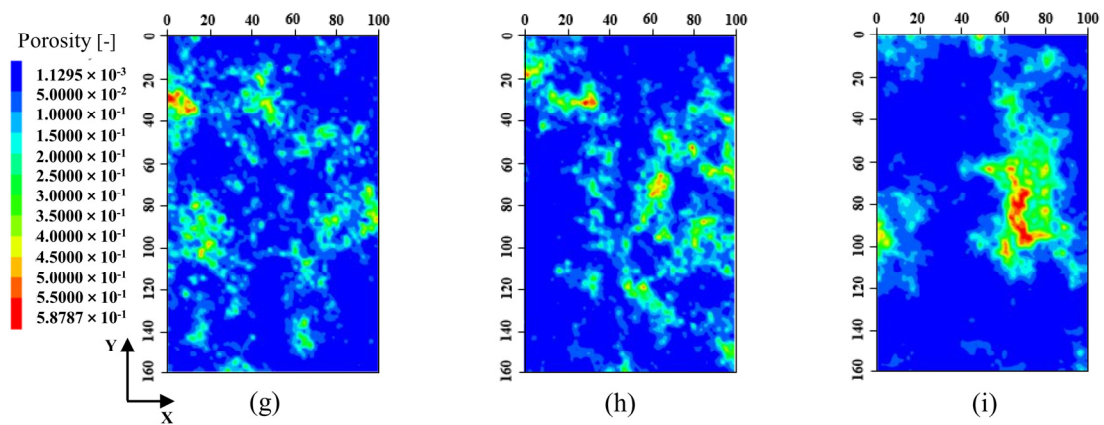 Porosity [-]
1.1295 × 10⁻³
5.0000 × 10⁻²
1.0000 × 10⁻¹
1.5000 × 10⁻¹
2.0000 × 10⁻¹
2.5000 × 10⁻¹
3.0000 × 10⁻¹
3.5000 × 10⁻¹
4.0000 × 10⁻¹
4.5000 × 10⁻¹
5.0000 × 10⁻¹
5.5000 × 10⁻¹
5.8787 × 10⁻¹
Y
X
0 20 40 60 80 100
0
20
40
60
80
100
120
140
160
(g)
0 20 40 60 80 100
0
20
40
60
80
100
120
140
160
(h)
0 20 40 60 80 100
0
20
40
60
80
100
120
140
160
(i)